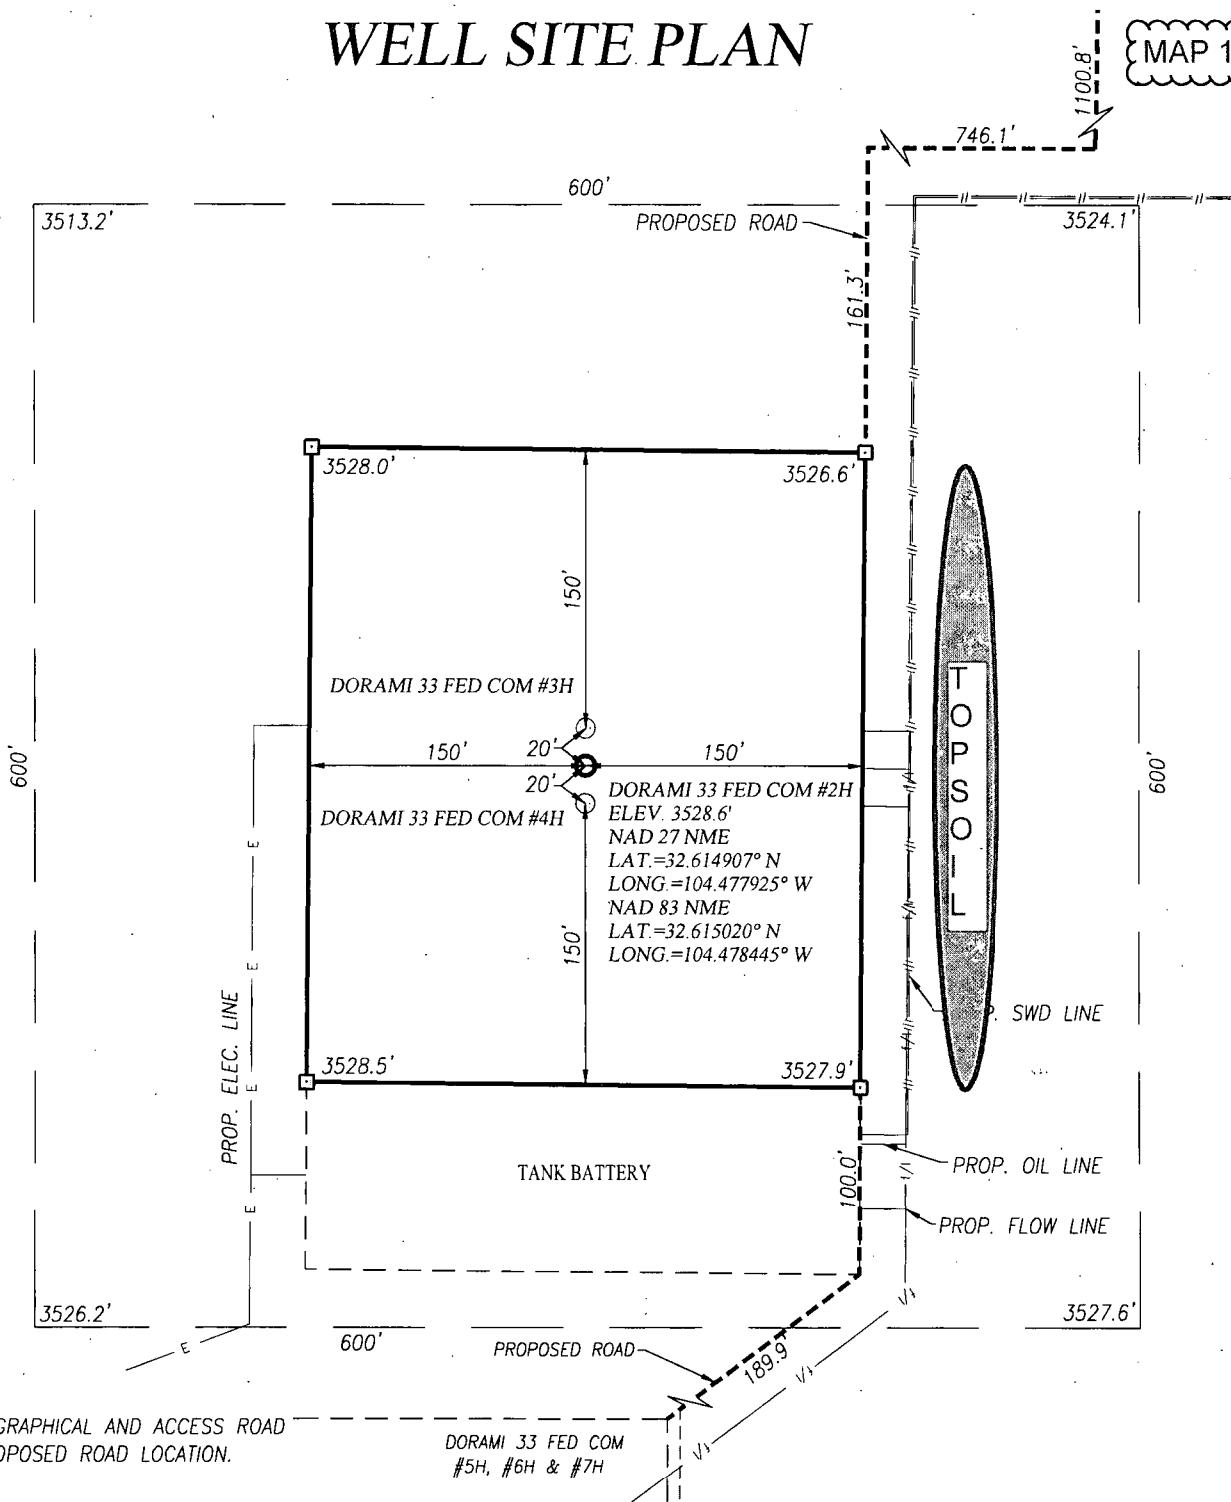 WELL SITE PLAN
MAP 1
1100.8'
746.1'
600'
3513.2'
3524.1'
PROPOSED ROAD
161.3'
3528.0'
3526.6'
150'
DORAMI 33 FED COM #3H
150'
20'
150'
600'
600'
20'
DORAMI 33 FED COM #4H
DORAMI 33 FED COM #2H
ELEV. 3528.6'
NAD 27 NME
LAT.=32.614907° N
LONG.=104.477925° W
NAD 83 NME
LAT.=32.615020° N
LONG.=104.478445° W
150'
TOPSOIL
E
E
E
E
PROP. ELEC. LINE
P. SWD LINE
3528.5'
3527.9'
TANK BATTERY
100.0'
PROP. OIL LINE
PROP. FLOW LINE
3526.2'
3527.6'
600'
E
PROPOSED ROAD
189.9'
GRAPHICAL AND ACCESS ROAD
OPOSED ROAD LOCATION.
DORAMI 33 FED COM
#5H, #6H & #7H